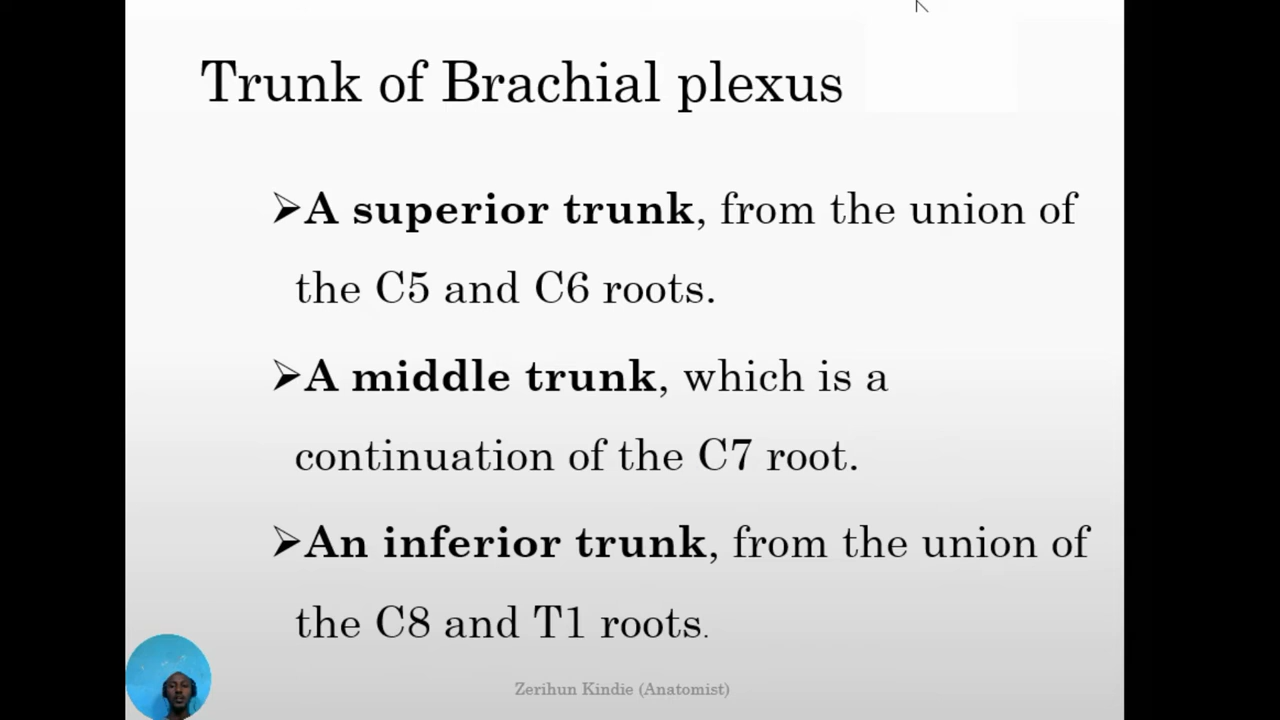 Trunk of Brachial plexus
➢A superior trunk, from the union of
the C5 and C6 roots.
➢A middle trunk, which is a
continuation of the C7 root.
➢An inferior trunk, from the union of
the C8 and T1 roots.
Zerihun Kindie (Anatomist)